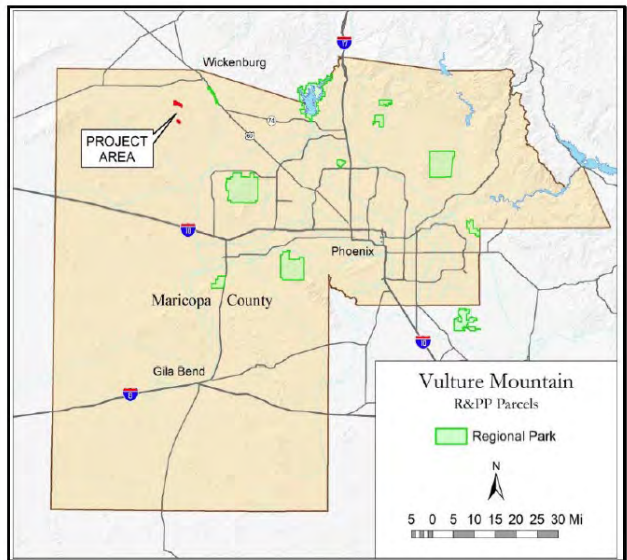 Wickenburg
17
74
60
PROJECT
AREA
10
Phoenix
Maricopa County
10
Gila Bend
8
Vulture Mountain
R&PP Parcels
Regional Park
N
5 0 5 10 15 20 25 30 Mi